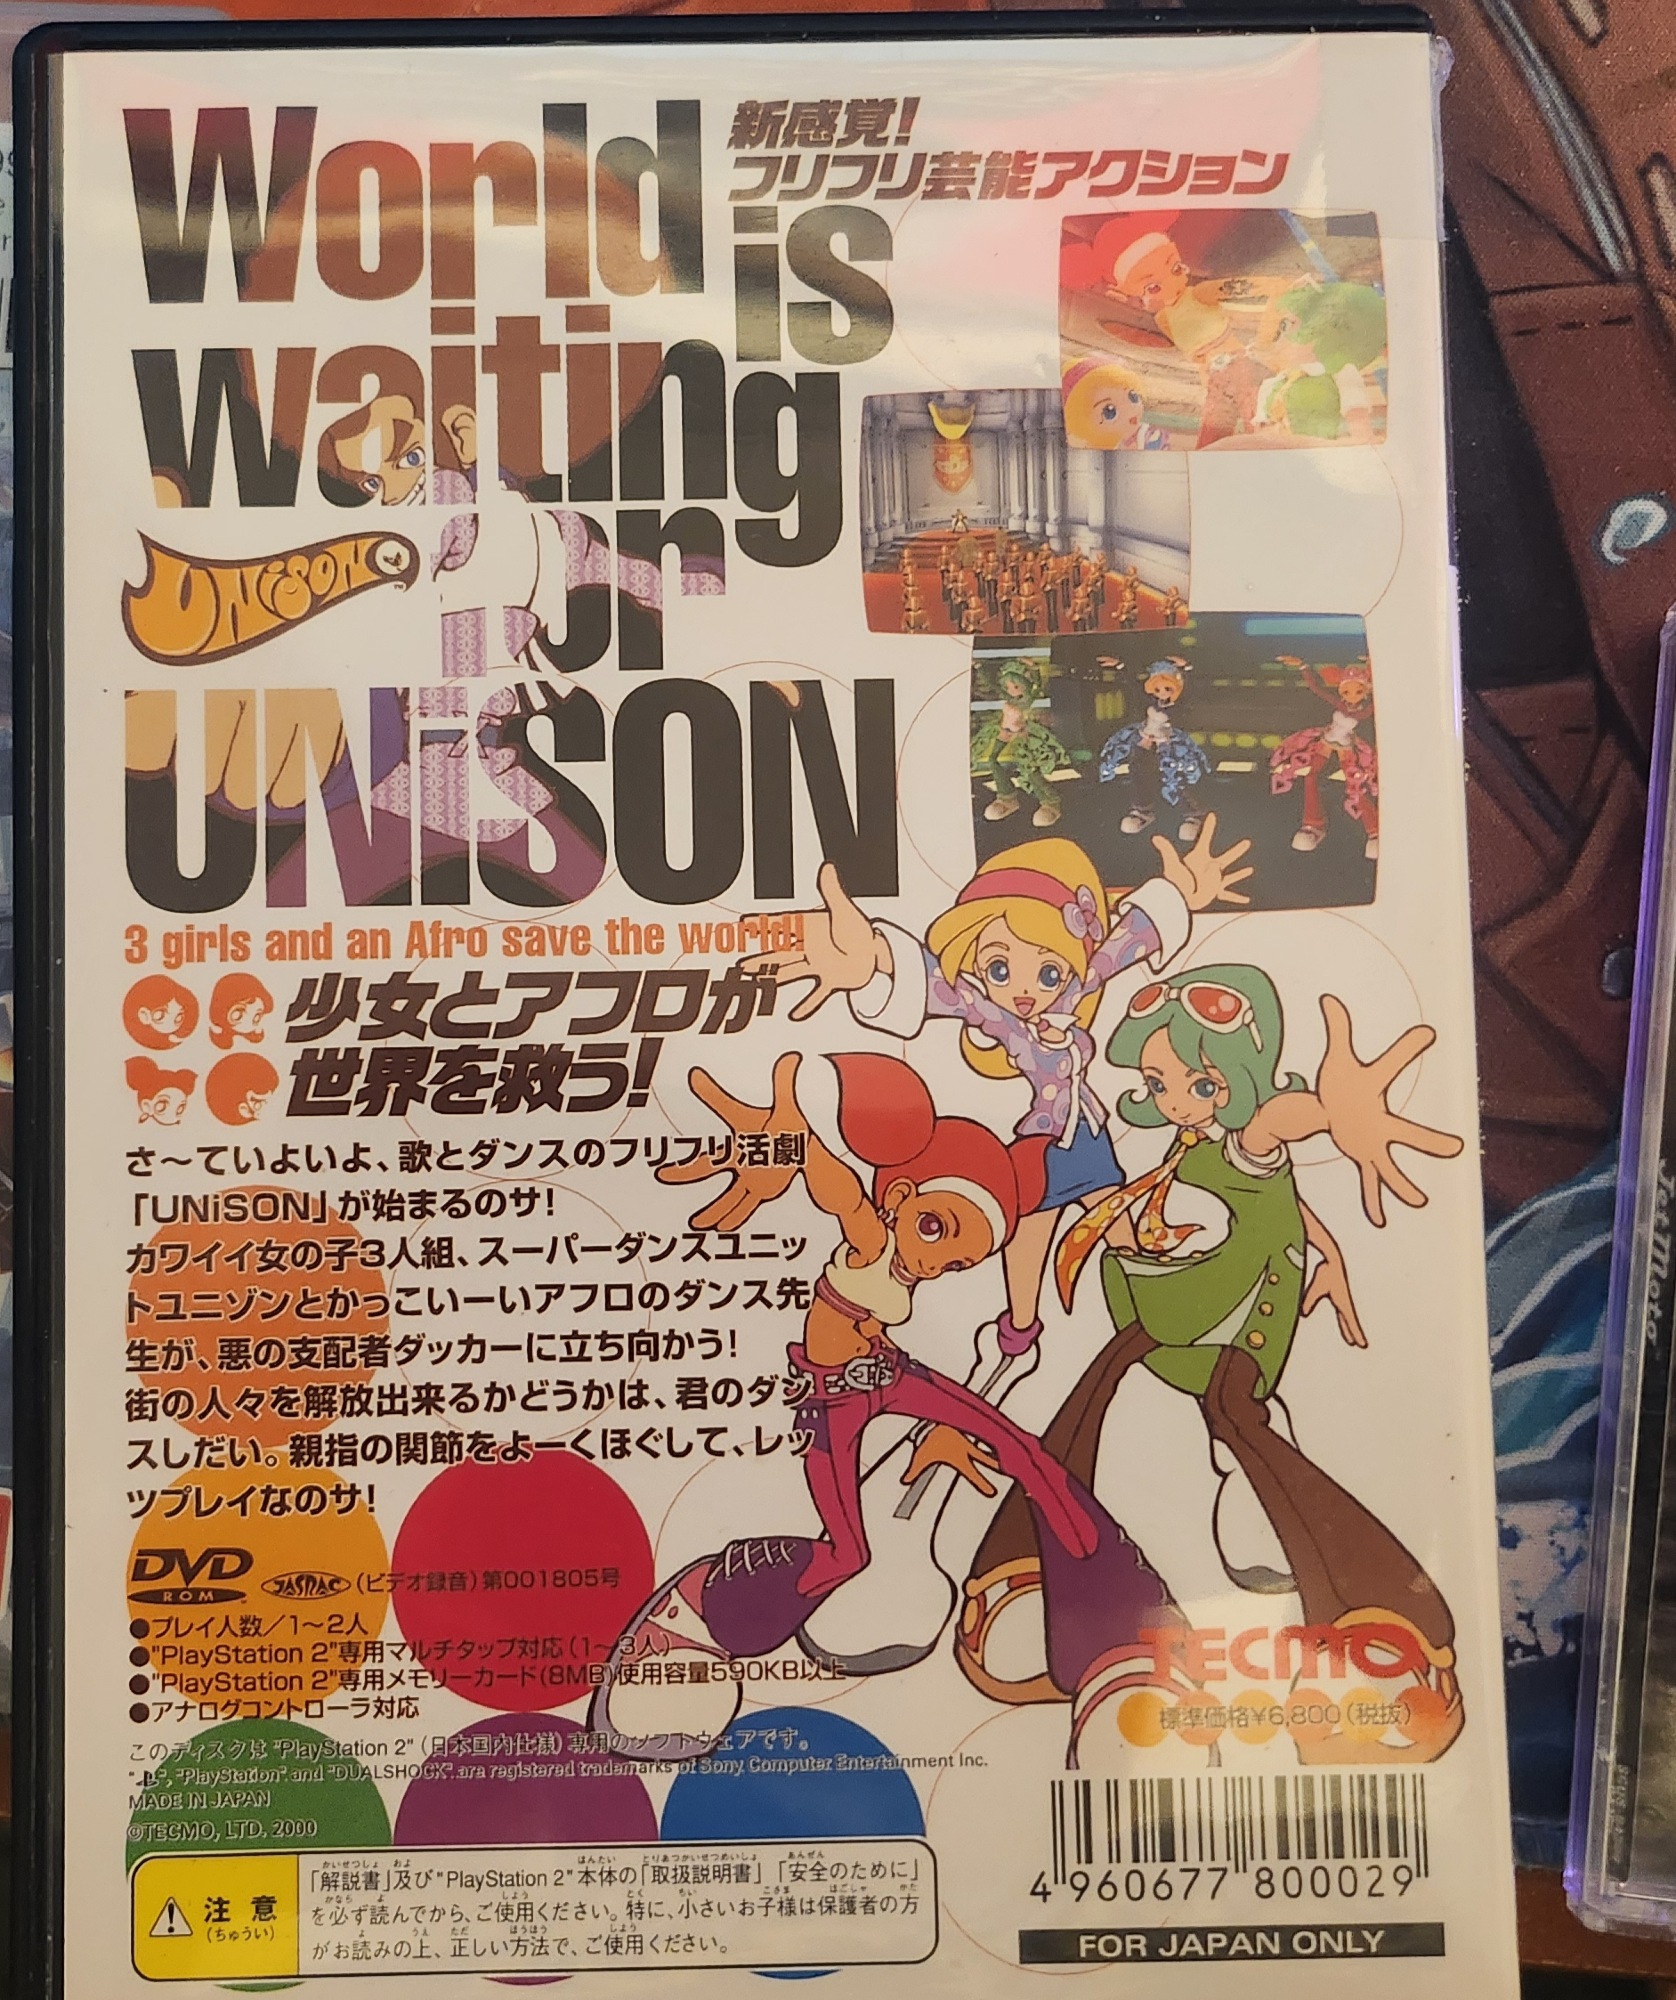 World is
waiting
for
UNiSON
新感覚!
フリフリ芸能アクション
UNiSON
3 girls and an Afro save the world!
少女とアフロが
世界を救う!
さ～ていよいよ、歌とダンスのフリフリ活劇
「UNiSON」が始まるのサ!
カワイイ女の子3人組、スーパーダンスユニッ
トユニゾンとかっこいーいアフロのダンス先
生が、悪の支配者ダッカーに立ち向かう!
街の人々を解放出来るかどうかは、君のダン
スしだい。親指の関節をよーくほぐして、レッ
ツプレイなのサ!
DVD
ROM
JASRAC (ビデオ録音)第001805号
●プレイ人数/1～2人
●"PlayStation 2"専用マルチタップ対応(1～3人)
●"PlayStation 2"専用メモリーカード(8MB)使用容量590KB以上
●アナログコントローラ対応
TECMO
標準価格¥6,800(税抜)
このディスクは "PlayStation 2" (日本国内仕様) 専用のソフトウェアです。
"PlayStation" and "DUALSHOCK" are registered trademarks of Sony Computer Entertainment Inc.
MADE IN JAPAN
©TECMO, LTD. 2000
注意
(ちゅうい)
「解説書」及び"PlayStation 2"本体の「取扱説明書」「安全のために」
を必ず読んでから、ご使用ください。特に、小さいお子様は保護者の方
がお読みの上、正しい方法で、ご使用ください。
4 960677 800029
FOR JAPAN ONLY
Jet Moto